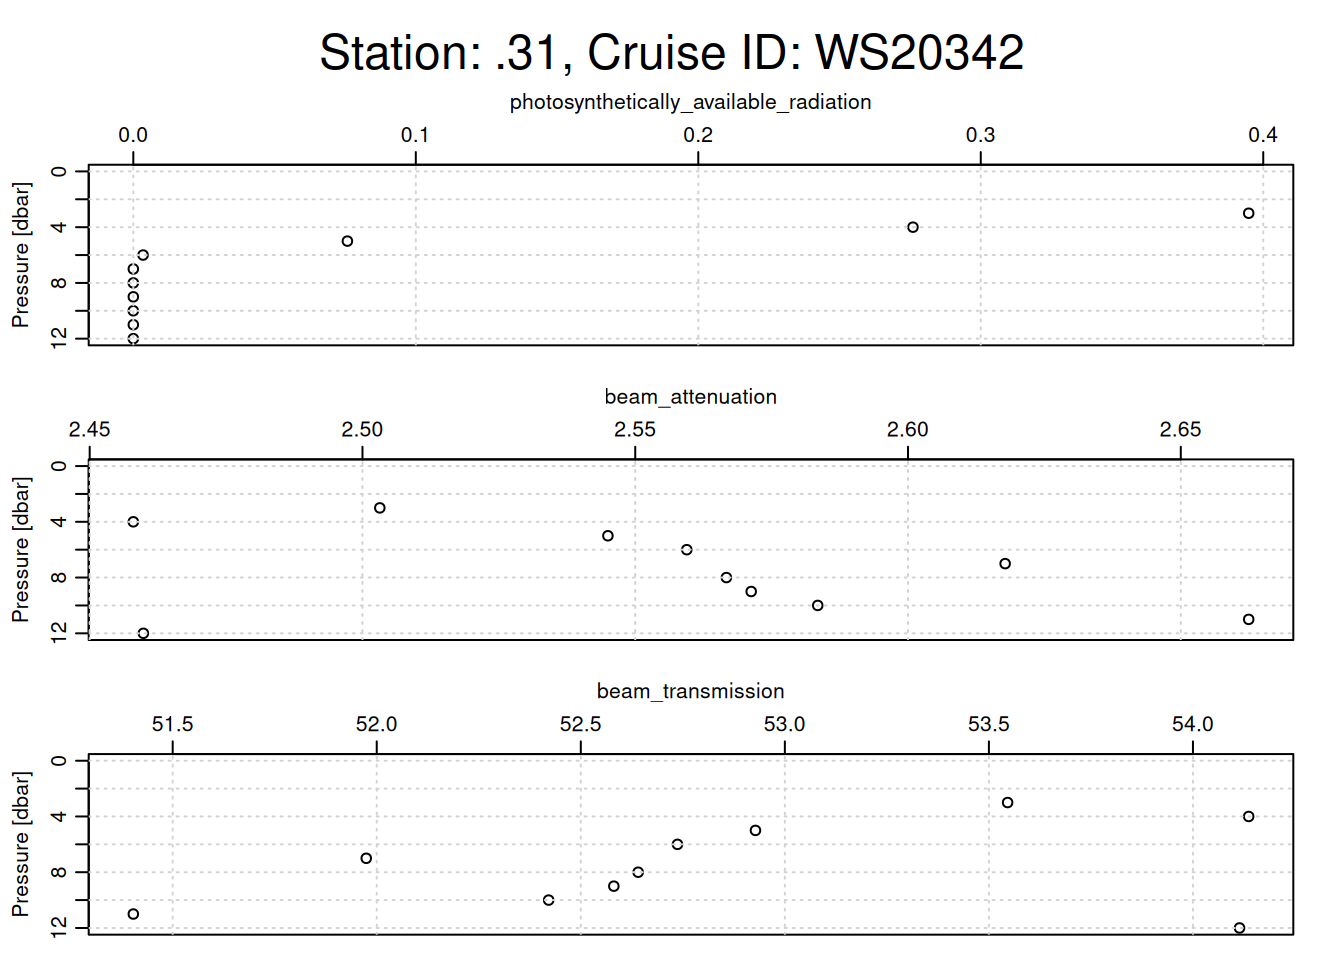 Station: .31, Cruise ID: WS20342
photosynthetically_available_radiation
0.0 0.1 0.2 0.3 0.4
Pressure [dbar]
0
4
8
12
beam_attenuation
2.45 2.50 2.55 2.60 2.65
Pressure [dbar]
0
4
8
12
beam_transmission
51.5 52.0 52.5 53.0 53.5 54.0
Pressure [dbar]
0
4
8
12